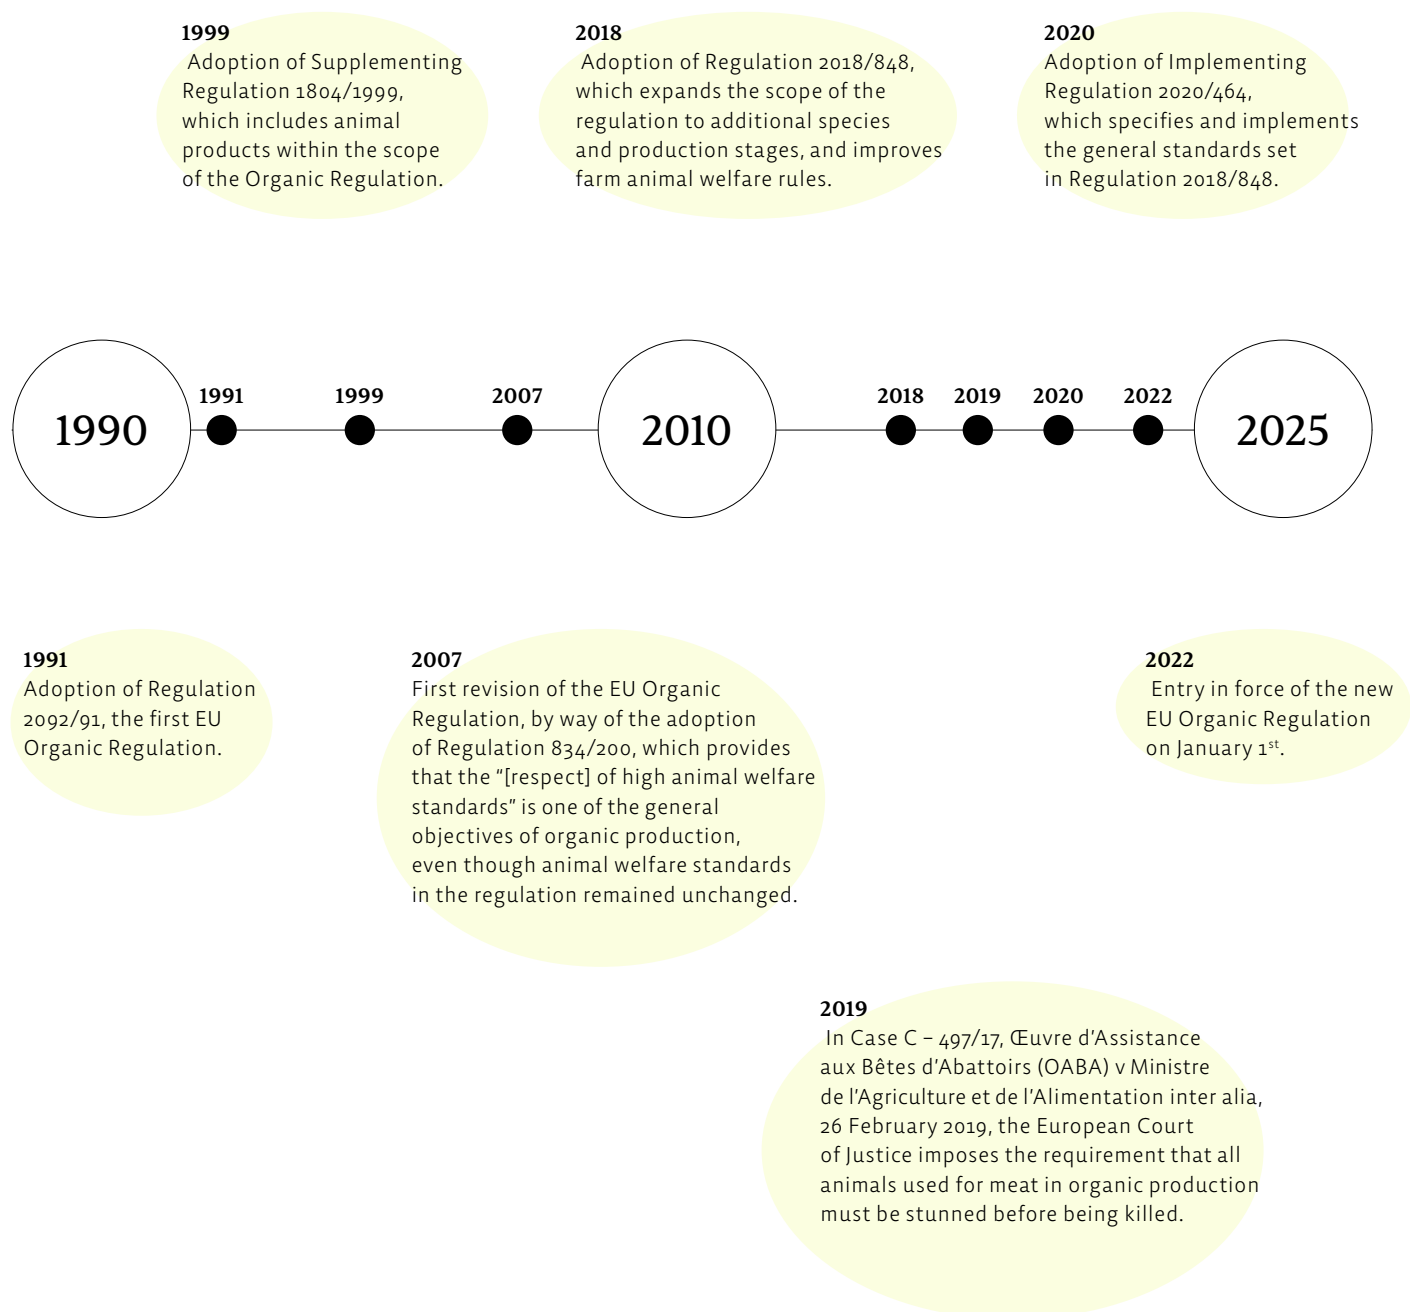 1999
Adoption of Supplementing
Regulation 1804/1999,
which includes animal
products within the scope
of the Organic Regulation.
2018
Adoption of Regulation 2018/848,
which expands the scope of the
regulation to additional species
and production stages, and improves
farm animal welfare rules.
2020
Adoption of Implementing
Regulation 2020/464,
which specifies and implements
the general standards set
in Regulation 2018/848.
1990
1991
1999
2007
2010
2018
2019
2020
2022
2025
1991
Adoption of Regulation
2092/91, the first EU
Organic Regulation.
2007
First revision of the EU Organic
Regulation, by way of the adoption
of Regulation 834/200, which provides
that the “[respect] of high animal welfare
standards” is one of the general
objectives of organic production,
even though animal welfare standards
in the regulation remained unchanged.
2022
Entry in force of the new
EU Organic Regulation
on January 1st.
2019
In Case C – 497/17, Œuvre d’Assistance
aux Bêtes d’Abattoirs (OABA) v Ministre
de l’Agriculture et de l’Alimentation inter alia,
26 February 2019, the European Court
of Justice imposes the requirement that all
animals used for meat in organic production
must be stunned before being killed.